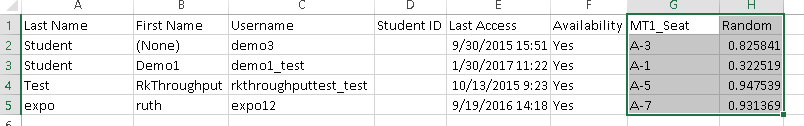 A B C D E F G H
1 Last Name First Name Username Student ID Last Access Availability MT1_Seat Random
2 Student (None) demo3 9/30/2015 15:51 Yes A-3 0.825841
3 Student Demo1 demo1_test 1/30/2017 11:22 Yes A-1 0.322519
4 Test RkThroughput rkthroughputtest_test 10/13/2015 9:23 Yes A-5 0.947539
5 expo ruth expo12 9/19/2016 14:18 Yes A-7 0.931369